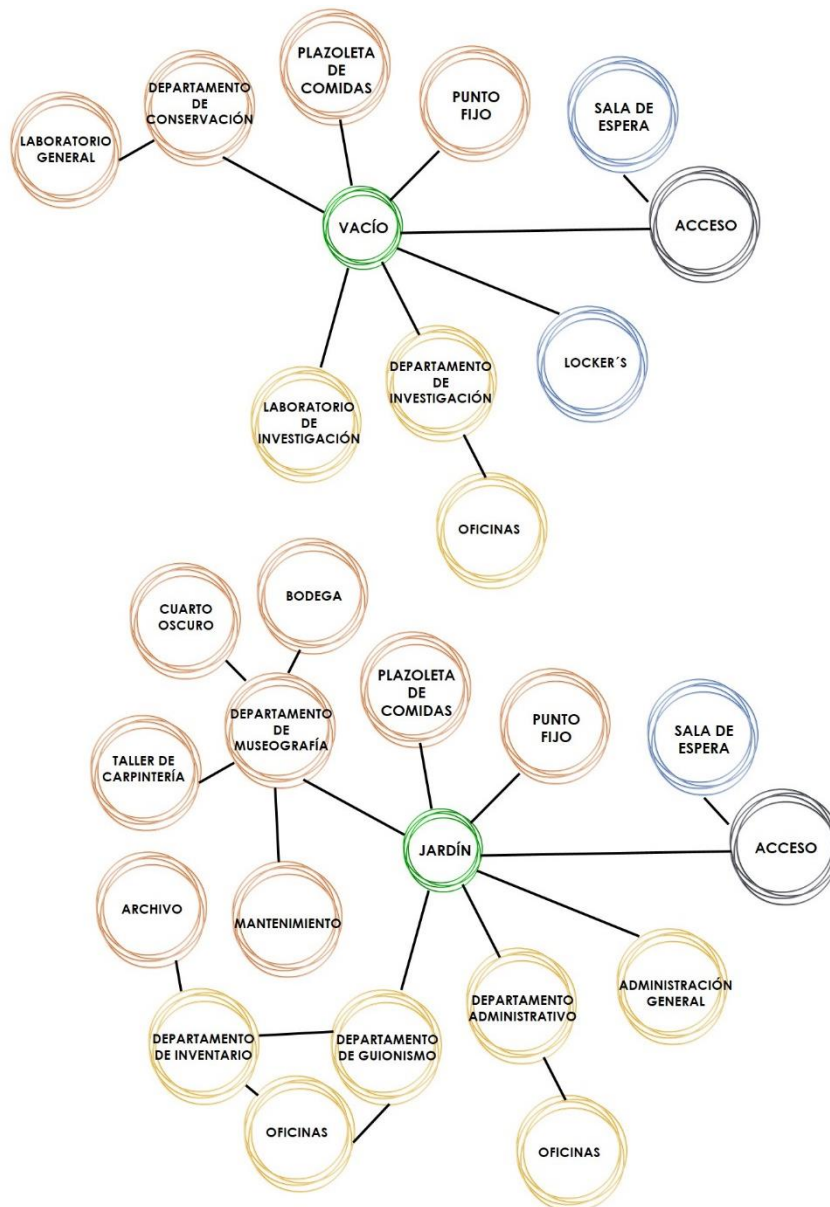 PLAZOLETA
DE
COMIDAS
DEPARTAMENTO
DE
CONSERVACIÓN
PUNTO
FIJO
SALA DE
ESPERA
LABORATORIO
GENERAL
VACÍO
ACCESO
DEPARTAMENTO
DE
INVESTIGACIÓN
LOCKER´S
LABORATORIO
DE
INVESTIGACIÓN
OFICINAS
BODEGA
CUARTO
OSCURO
PLAZOLETA
DE
COMIDAS
DEPARTAMENTO
DE
MUSEOGRAFÍA
PUNTO
FIJO
SALA DE
ESPERA
TALLER DE
CARPINTERÍA
JARDÍN
ACCESO
ARCHIVO
MANTENIMIENTO
ADMINISTRACIÓN
GENERAL
DEPARTAMENTO
ADMINISTRATIVO
DEPARTAMENTO
DE INVENTARIO
DEPARTAMENTO
DE GUIONISMO
OFICINAS
OFICINAS